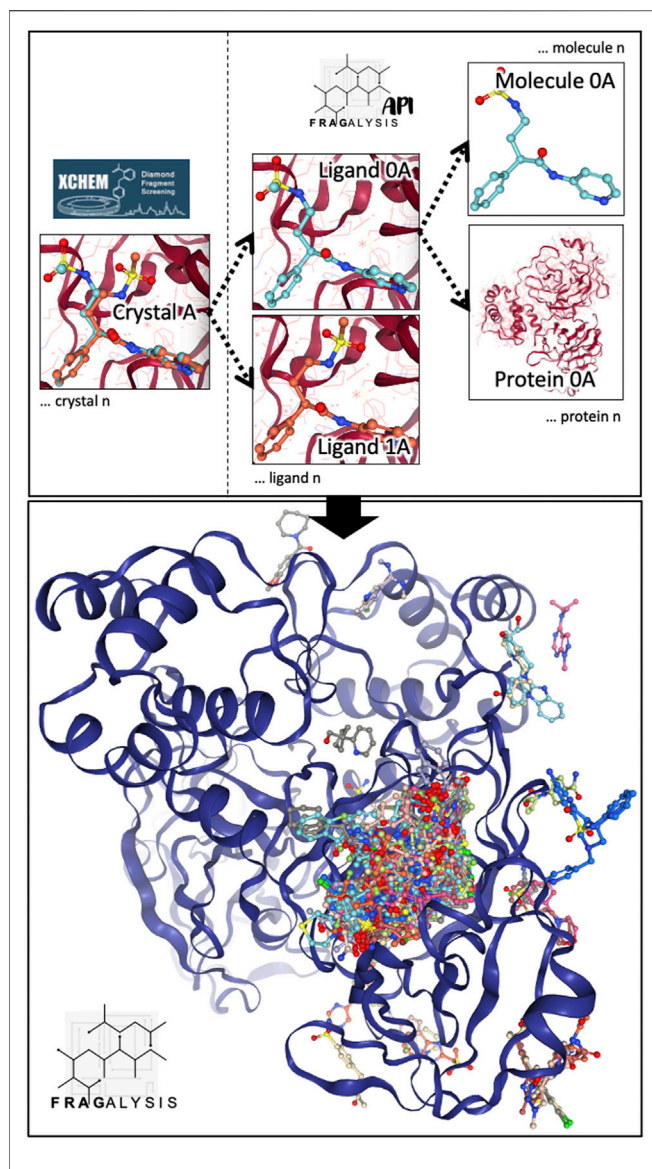 XCHEM
Diamond
Fragment
Screening
Crystal A
... crystal n
API
FRAGALYSIS
Ligand 0A
Ligand 1A
... ligand n
... molecule n
Molecule 0A
Protein 0A
... protein n
FRAGALYSIS